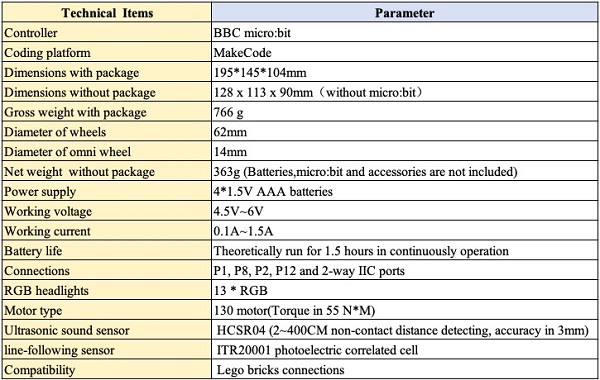 Technical Items Parameter
Controller BBC micro:bit
Coding platform MakeCode
Dimensions with package 195*145*104mm
Dimensions without package 128 x 113 x 90mm（without micro:bit）
Gross weight with package 766 g
Diameter of wheels 62mm
Diameter of omni wheel 14mm
Net weight without package 363g (Batteries,micro:bit and accessories are not included)
Power supply 4*1.5V AAA batteries
Working voltage 4.5V~6V
Working current 0.1A~1.5A
Battery life Theoretically run for 1.5 hours in continuously operation
Connections P1, P8, P2, P12 and 2-way IIC ports
RGB headlights 13 * RGB
Motor type 130 motor(Torque in 55 N*M)
Ultrasonic sound sensor HCSR04 (2~400CM non-contact distance detecting, accuracy in 3mm)
line-following sensor ITR20001 photoelectric correlated cell
Compatibility Lego bricks connections